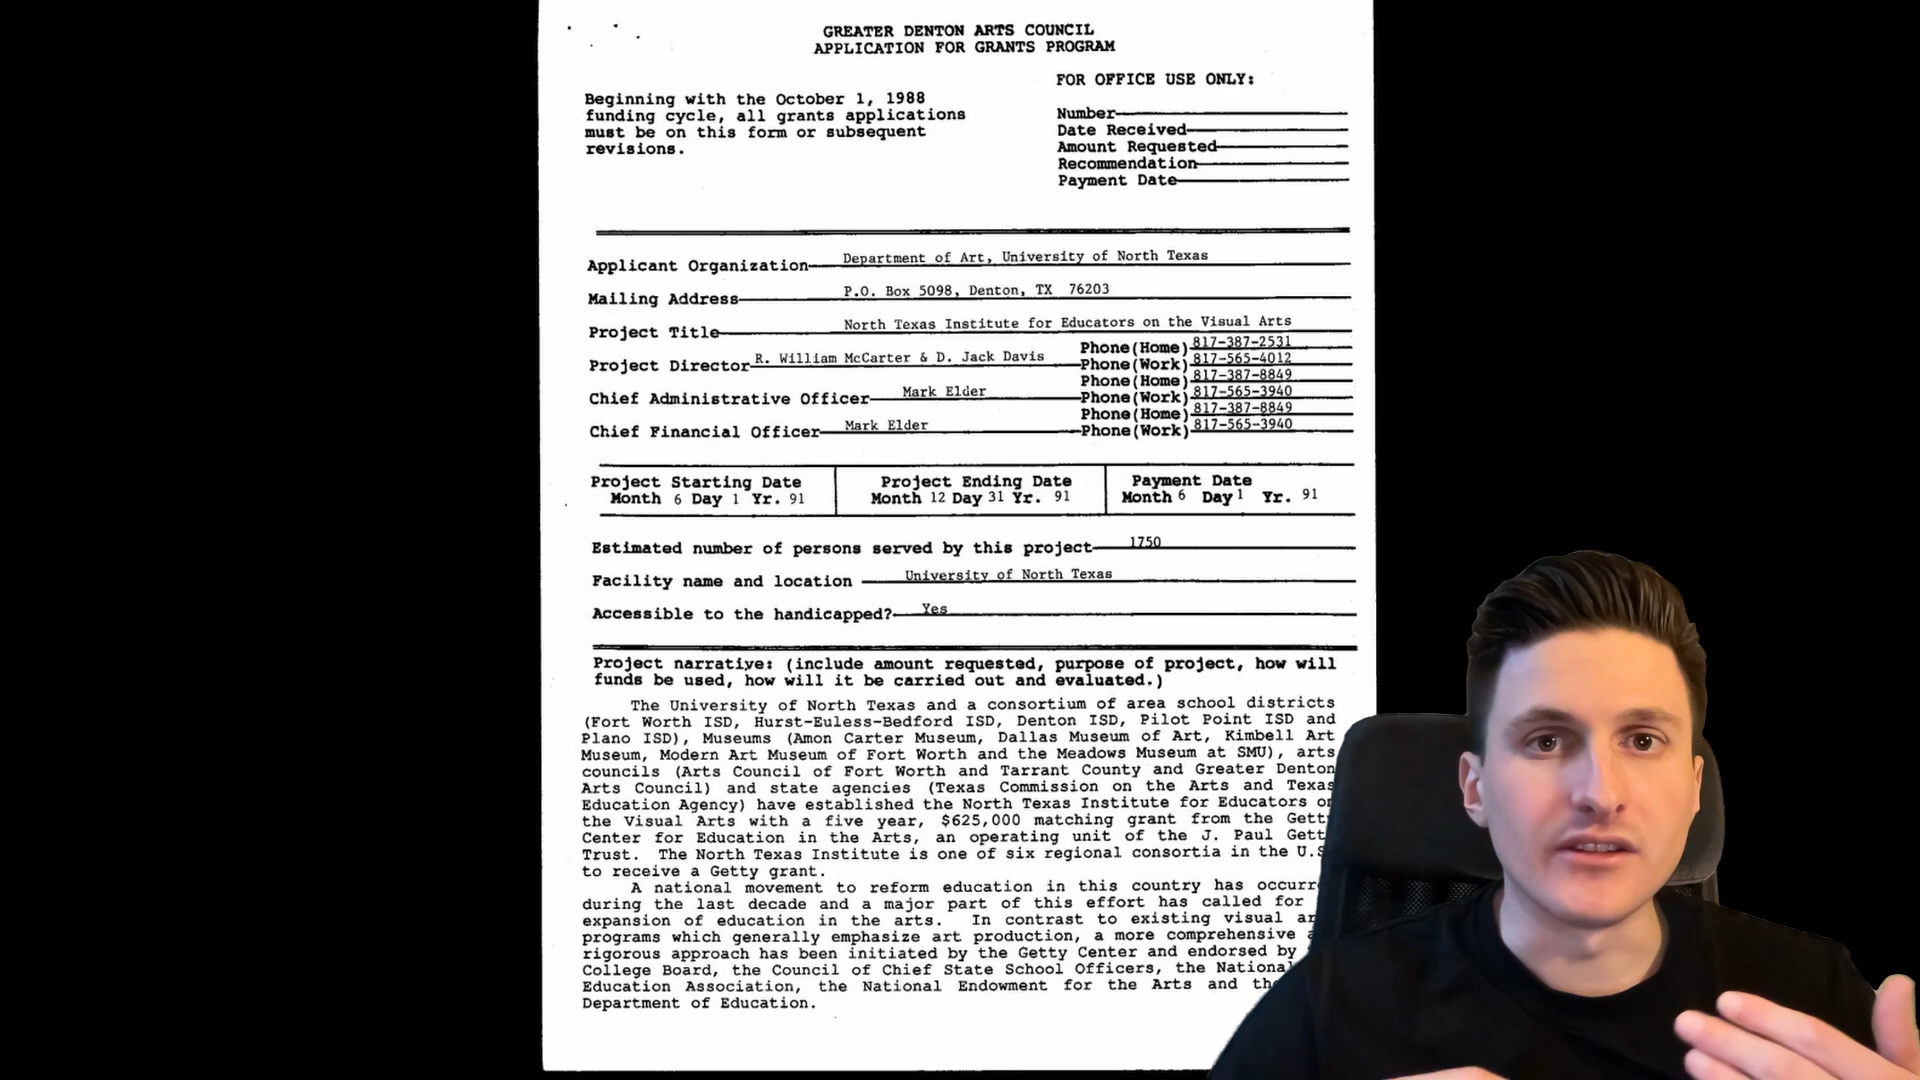 GREATER DENTON ARTS COUNCIL
APPLICATION FOR GRANTS PROGRAM
FOR OFFICE USE ONLY:
Beginning with the October 1, 1988
funding cycle, all grants applications
must be on this form or subsequent
revisions.
Number
Date Received
Amount Requested
Recommendation
Payment Date
Applicant Organization Department of Art, University of North Texas
Mailing Address P.O. Box 5098, Denton, TX 76203
Project Title North Texas Institute for Educators on the Visual Arts
Phone(Home) 817-387-2531
Project Director R. William McCarter & D. Jack Davis Phone(Work) 817-565-4012
Phone(Home) 817-387-8849
Chief Administrative Officer Mark Elder Phone(Work) 817-565-3940
Phone(Home) 817-387-8849
Chief Financial Officer Mark Elder Phone(Work) 817-565-3940
Project Starting Date Project Ending Date Payment Date
Month 6 Day 1 Yr. 91 Month 12 Day 31 Yr. 91 Month 6 Day 1 Yr. 91
Estimated number of persons served by this project 1750
Facility name and location University of North Texas
Accessible to the handicapped? Yes
Project narrative: (include amount requested, purpose of project, how will
funds be used, how will it be carried out and evaluated.)
The University of North Texas and a consortium of area school districts
(Fort Worth ISD, Hurst-Euless-Bedford ISD, Denton ISD, Pilot Point ISD and
Plano ISD), Museums (Amon Carter Museum, Dallas Museum of Art, Kimbell Art
Museum, Modern Art Museum of Fort Worth and the Meadows Museum at SMU), arts
councils (Arts Council of Fort Worth and Tarrant County and Greater Denton
Arts Council) and state agencies (Texas Commission on the Arts and Texas
Education Agency) have established the North Texas Institute for Educators on
the Visual Arts with a five year, $625,000 matching grant from the Getty
Center for Education in the Arts, an operating unit of the J. Paul Gett
Trust. The North Texas Institute is one of six regional consortia in the U.S
to receive a Getty grant.
A national movement to reform education in this country has occurr
during the last decade and a major part of this effort has called for
expansion of education in the arts. In contrast to existing visual ar
programs which generally emphasize art production, a more comprehensive a
rigorous approach has been initiated by the Getty Center and endorsed by
College Board, the Council of Chief State School Officers, the National
Education Association, the National Endowment for the Arts and the
Department of Education.